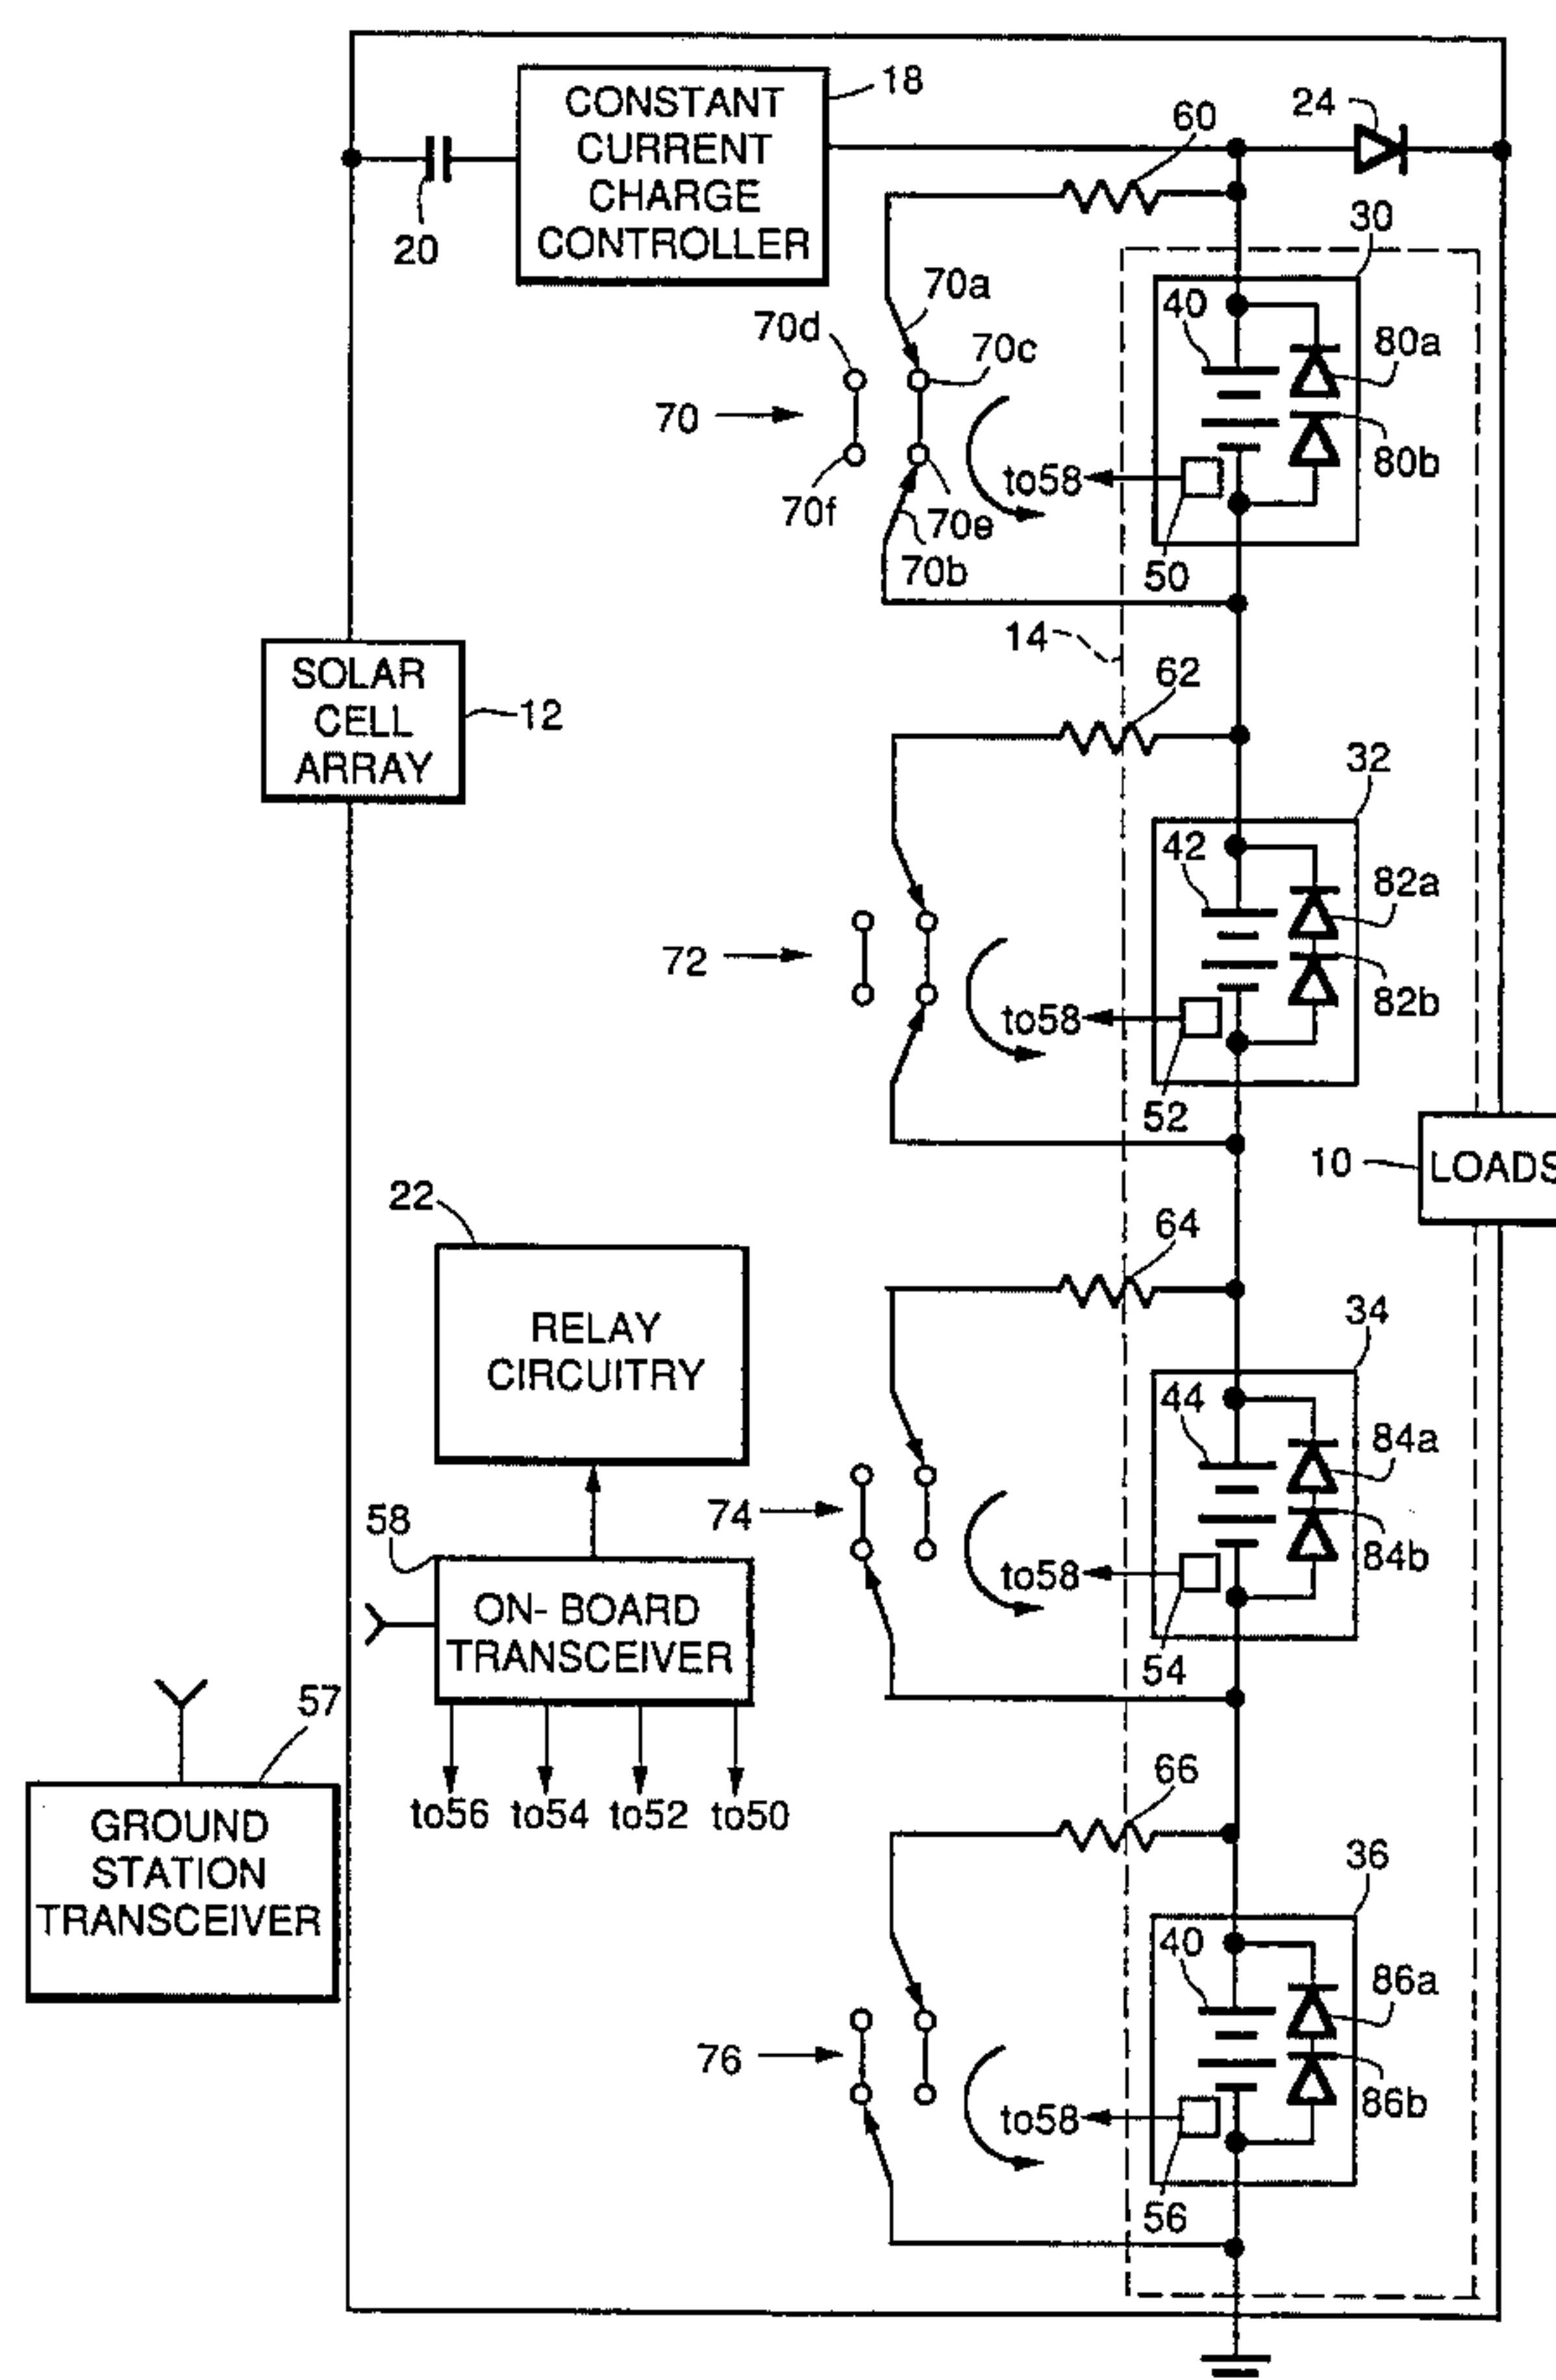 CONSTANT
CURRENT
CHARGE
CONTROLLER
18
20
60
24
30
70a
70d
70c
70
70f
70e
70b
40
80a
80b
to58
50
14
SOLAR
CELL
ARRAY
12
62
32
42
82a
82b
72
to58
52
10
LOADS
22
RELAY
CIRCUITRY
64
34
44
84a
84b
74
to58
54
58
ON-BOARD
TRANSCEIVER
to56 to54 to52 to50
57
GROUND
STATION
TRANSCEIVER
66
36
40
86a
86b
76
to58
56